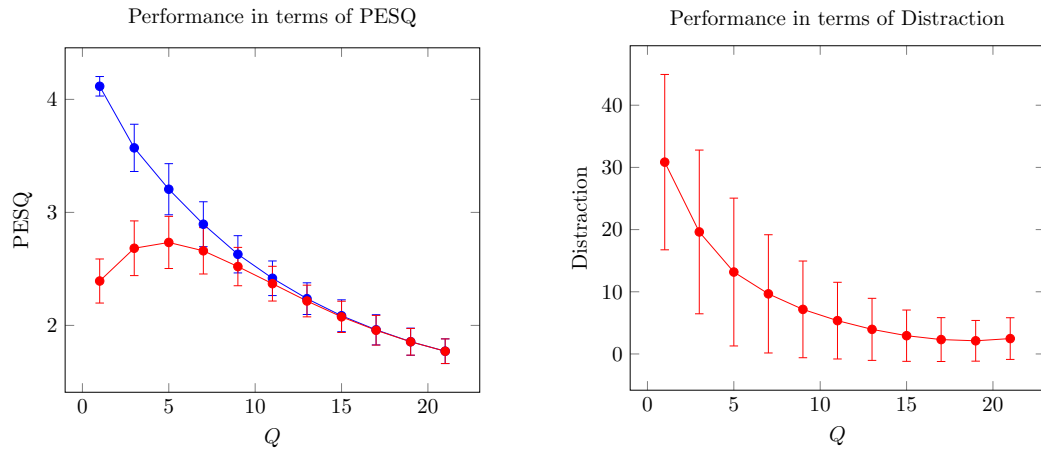 Performance in terms of PESQ
4
3
2
PESQ
0 5 10 15 20
Q
Performance in terms of Distraction
40
30
20
10
0
Distraction
0 5 10 15 20
Q